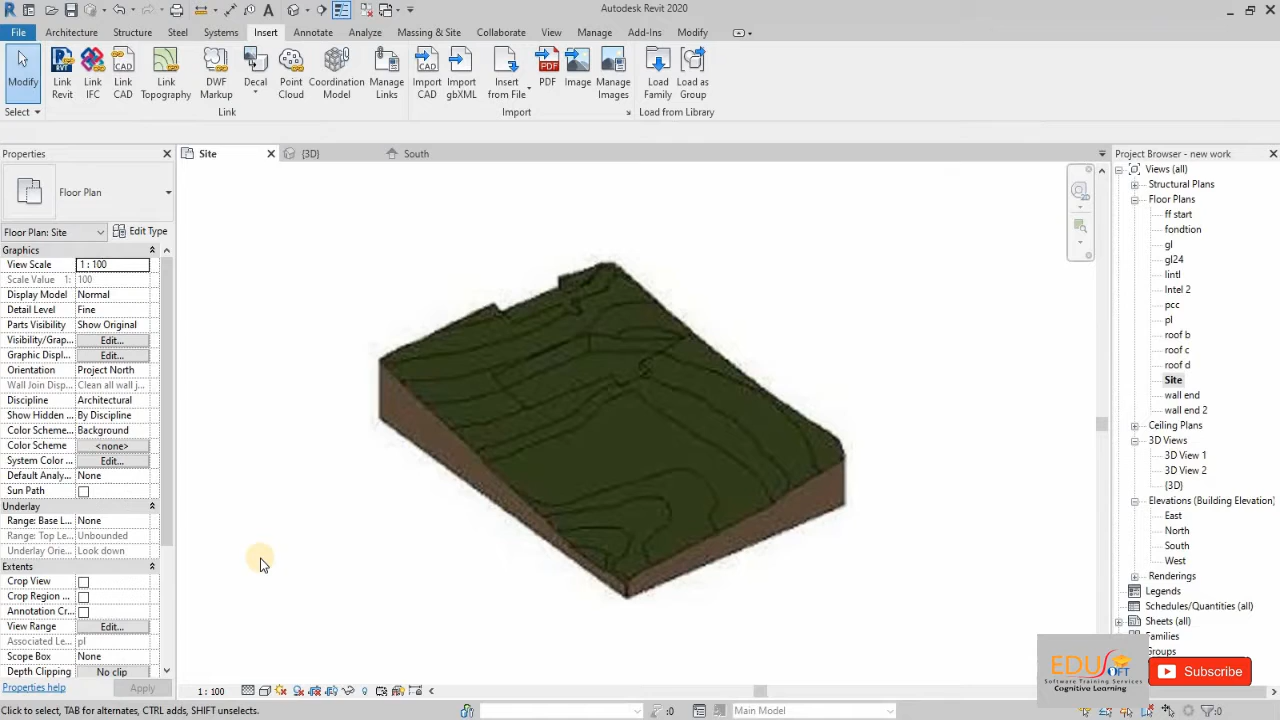 Autodesk Revit 2020
File Architecture Structure Steel Systems Insert Annotate Analyze Massing & Site Collaborate View Manage Add-Ins Modify
Modify Link Revit Link IFC Link CAD Link Topography DWF Markup Decal Point Cloud Coordination Model Manage Links Import CAD Import gbXML Insert from File PDF Image Manage Images Load Family Load as Group
Select Link Import Load from Library
Properties Site {3D} South Project Browser - new work
Views (all)
Structural Plans
Floor Plan
Floor Plans
ff start
Floor Plan: Site Edit Type
fondtion
Graphics gl
View Scale 1 : 100 gl24
Scale Value 1: 100 lintl
Display Model Normal Intel 2
Detail Level Fine pcc
Parts Visibility Show Original pl
Visibility/Grap... Edit... roof b
Graphic Displ... Edit... roof c
Orientation Project North roof d
Wall Join Disp... Clean all wall j... Site
Discipline Architectural wall end
Show Hidden ... By Discipline wall end 2
Color Scheme... Background Ceiling Plans
Color Scheme <none> 3D Views
System Color ... Edit... 3D View 1
Default Analy... None 3D View 2
Sun Path {3D}
Underlay Elevations (Building Elevation)
Range: Base L... None East
Range: Top Le... Unbounded North
Underlay Orie... Look down South
Extents West
Crop View Renderings
Crop Region ... Legends
Annotation Cr... Schedules/Quantities (all)
View Range Edit... Sheets (all)
Associated Le... pl Families
Scope Box None Groups
Depth Clipping No clip
EDUSOFT
Software Training Services
Cognitive Learning
Subscribe
Properties help Apply 1 : 100
Click to select, TAB for alternates, CTRL adds, SHIFT unselects. :0 Main Model :0